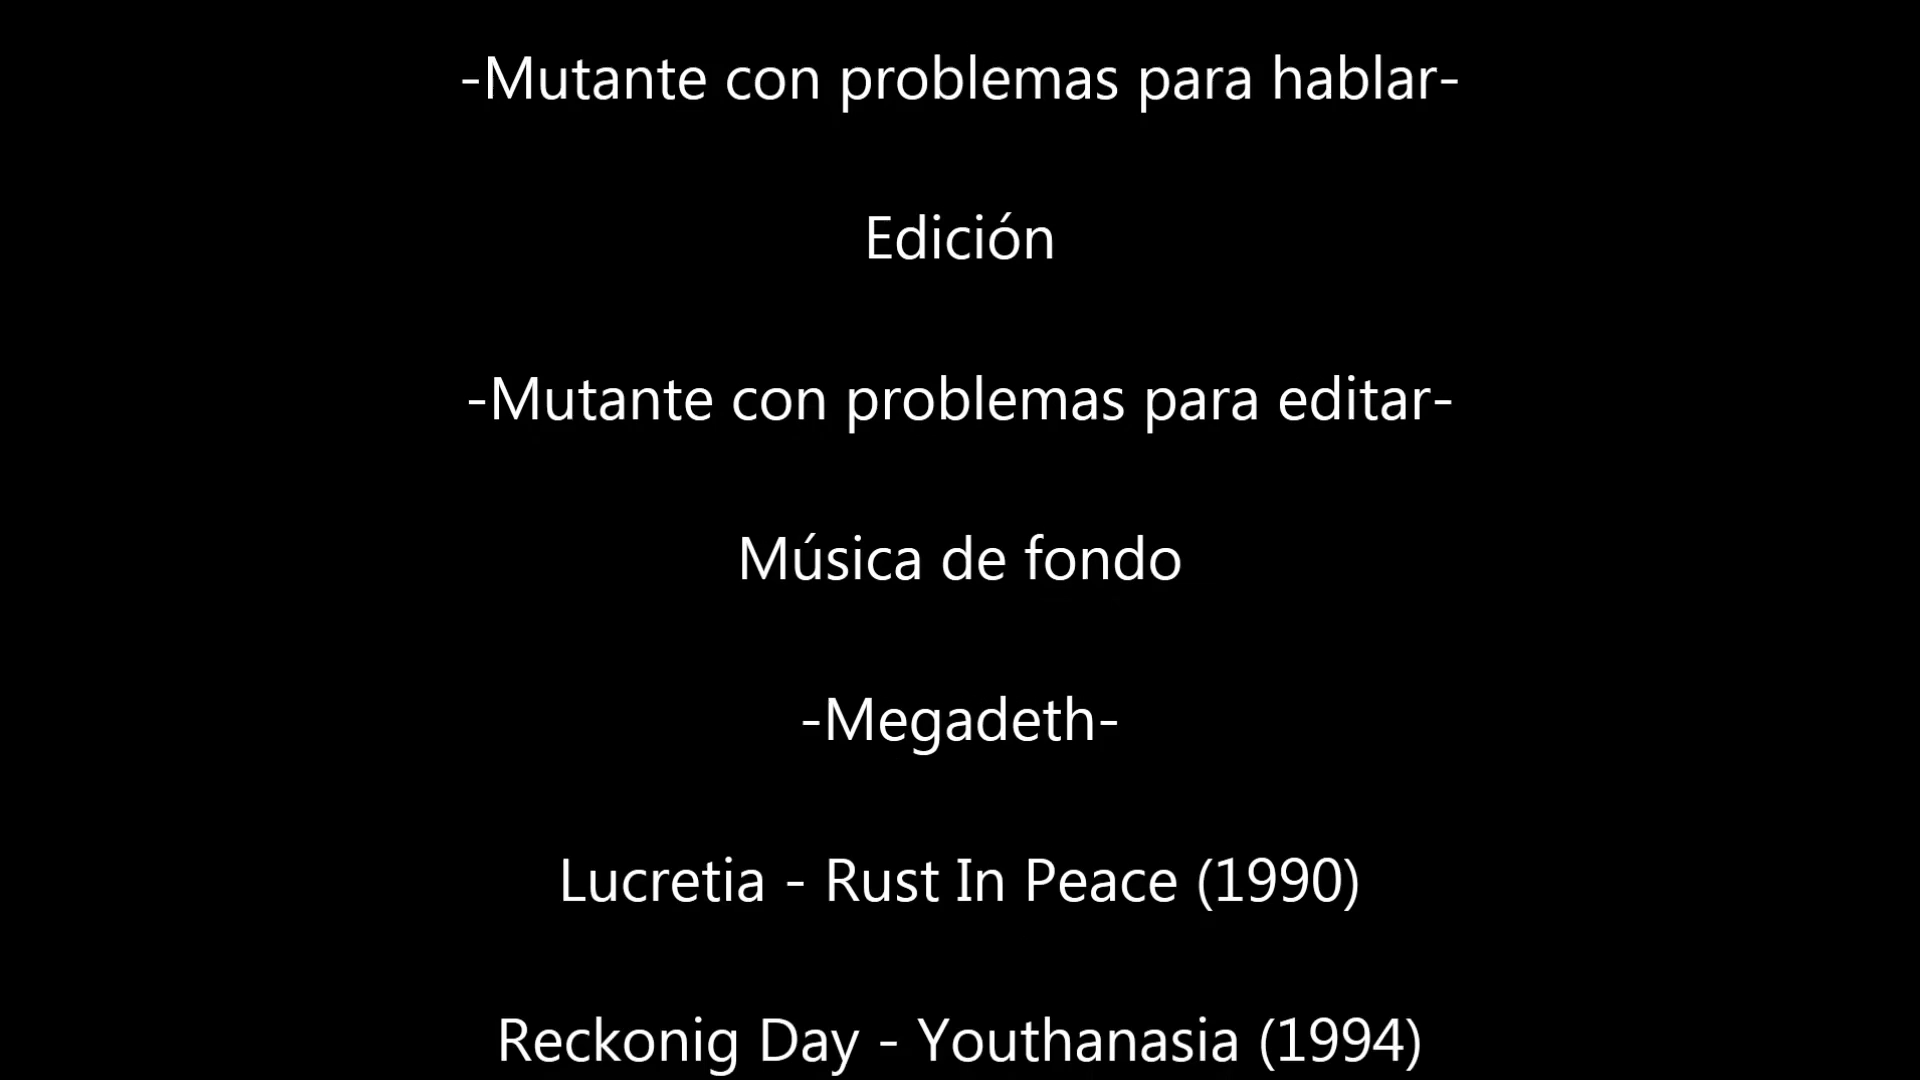 -Mutante con problemas para hablar-
Edición
-Mutante con problemas para editar-
Música de fondo
-Megadeth-
Lucretia - Rust In Peace (1990)
Reckonig Day - Youthanasia (1994)